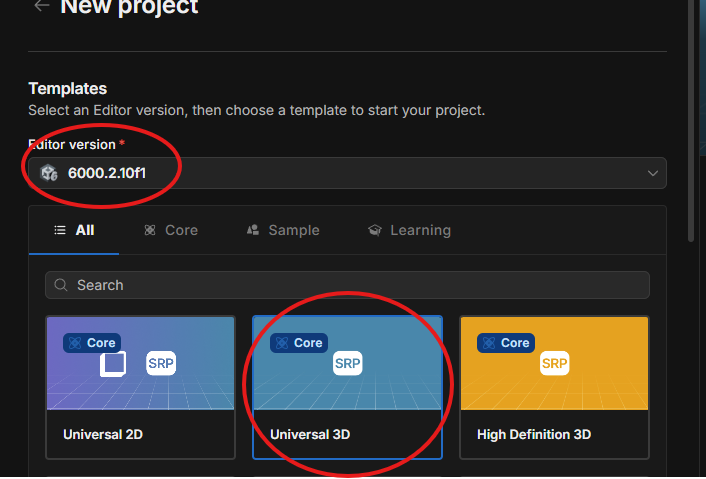 New project
Templates
Select an Editor version, then choose a template to start your project.
Editor version *
6000.2.10f1
All Core Sample Learning
Search
Core SRP Core SRP Core SRP
Universal 2D Universal 3D High Definition 3D